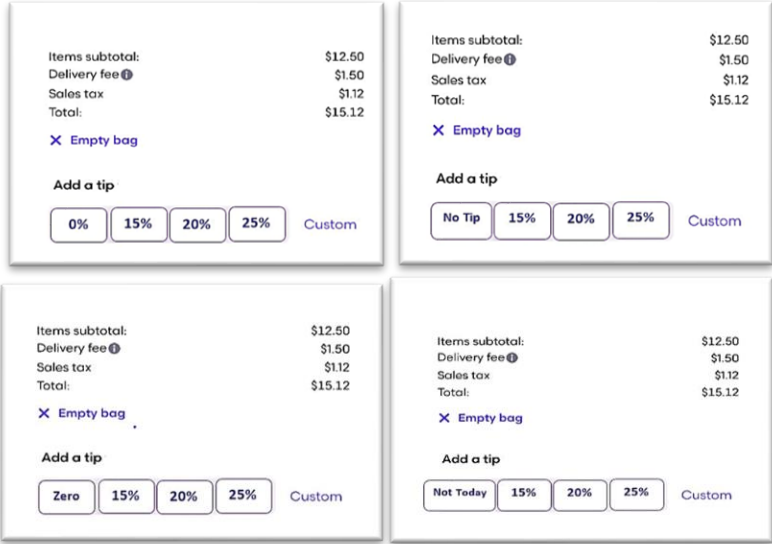 Items subtotal: $12.50
Delivery fee $1.50
Sales tax $1.12
Total: $15.12
Empty bag
Add a tip
0% 15% 20% 25% Custom
Items subtotal: $12.50
Delivery fee $1.50
Sales tax $1.12
Total: $15.12
Empty bag
Add a tip
No Tip 15% 20% 25% Custom
Items subtotal: $12.50
Delivery fee $1.50
Sales tax $1.12
Total: $15.12
Empty bag
Add a tip
Zero 15% 20% 25% Custom
Items subtotal: $12.50
Delivery fee $1.50
Sales tax $1.12
Total: $15.12
Empty bag
Add a tip
Not Today 15% 20% 25% Custom